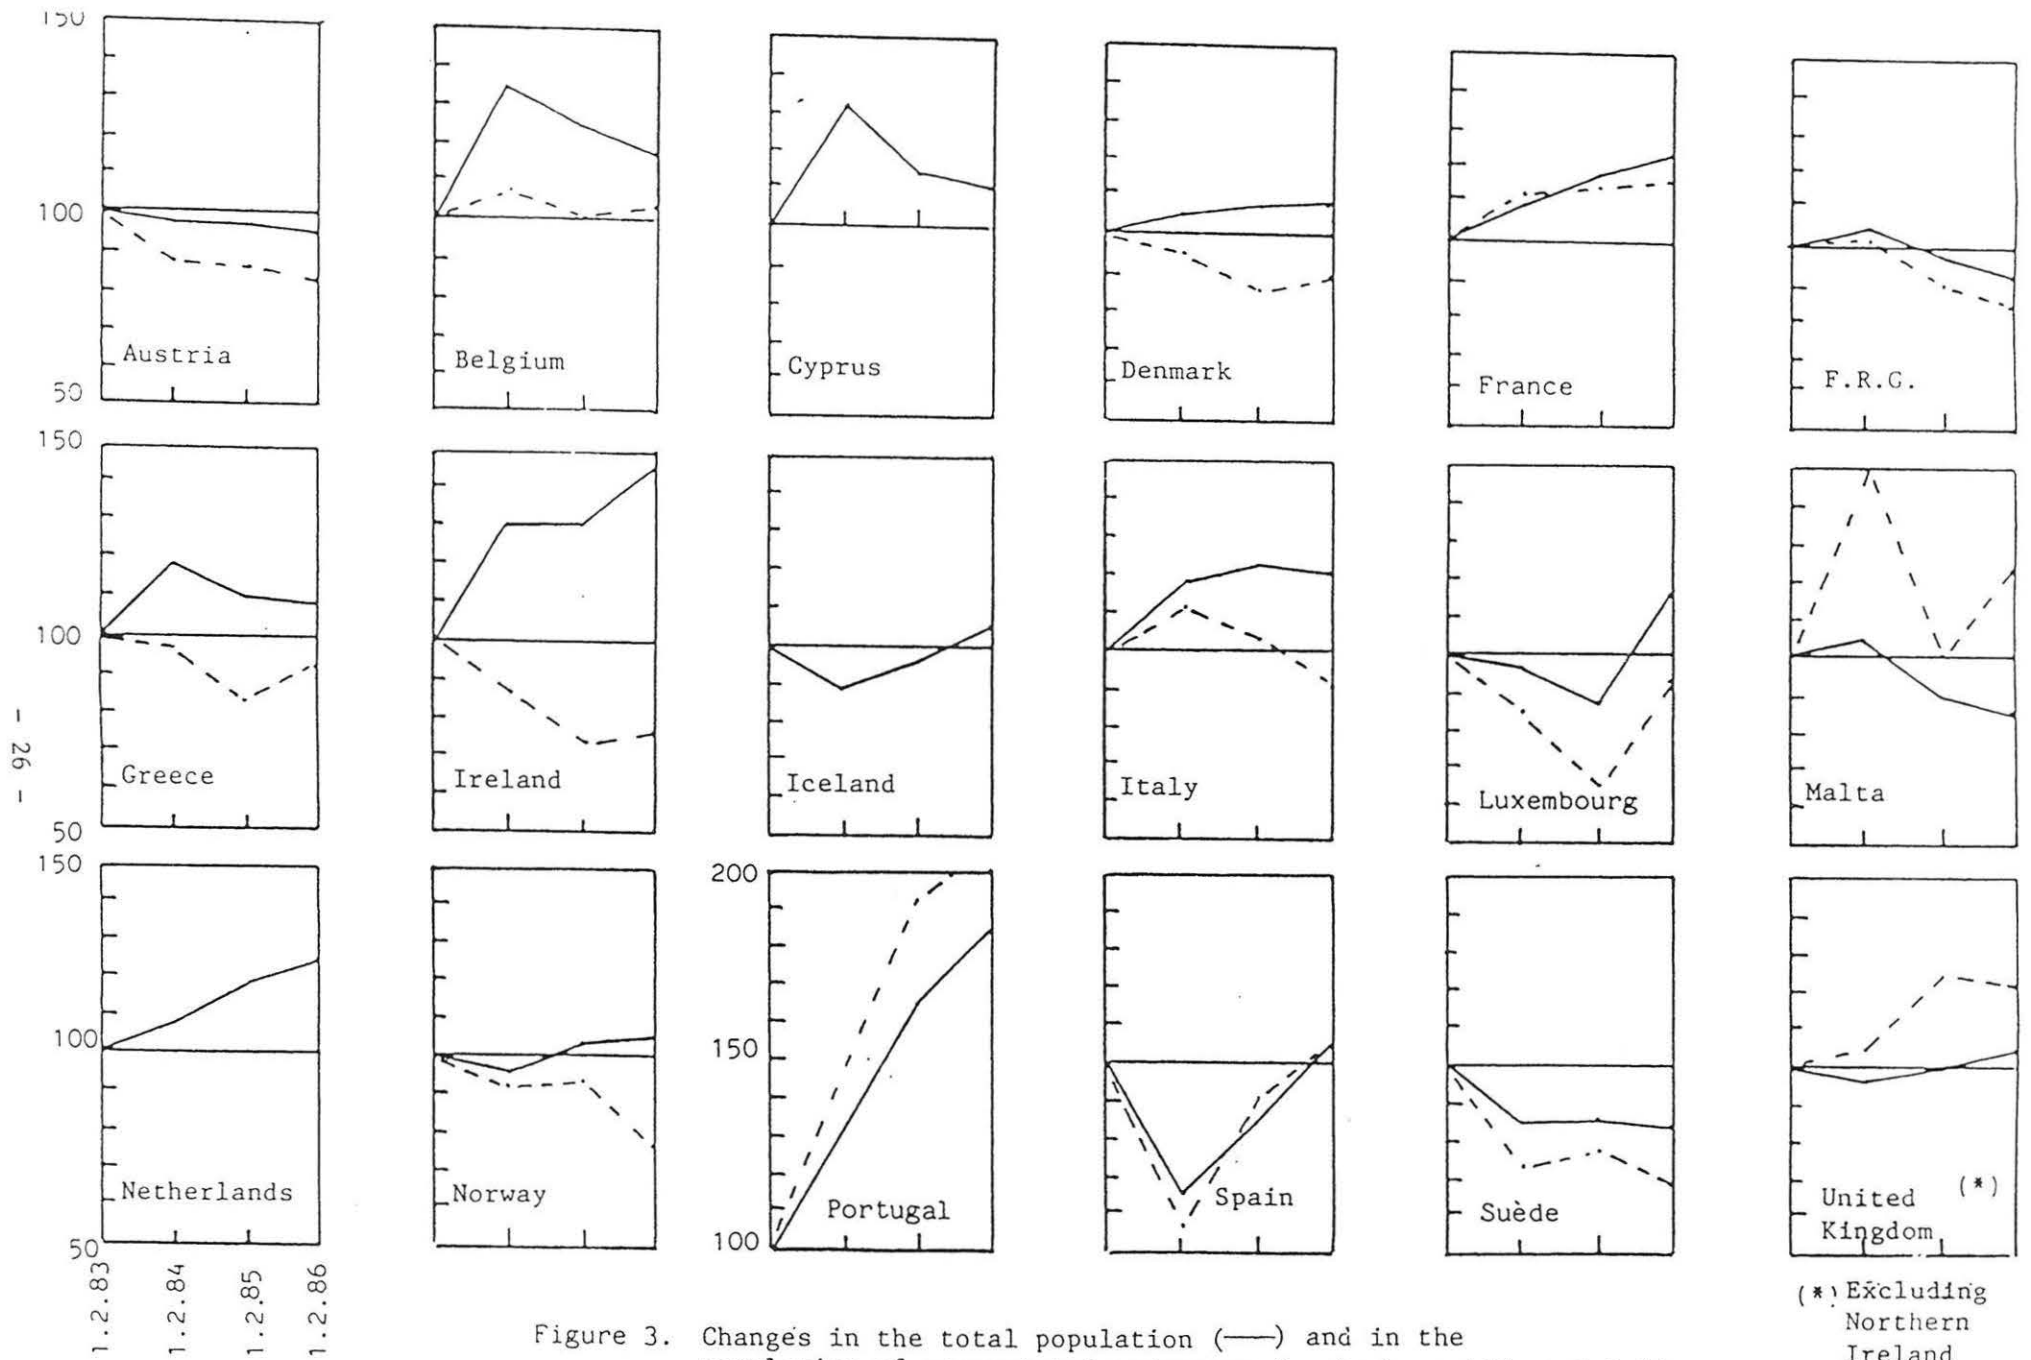 150
100
50
Austria
Belgium
Cyprus
Denmark
France
F.R.G.
150
100
50
Greece
Ireland
Iceland
Italy
Luxembourg
Malta
- 26 -
150
100
50
Netherlands
Norway
200
150
100
Portugal
Spain
Suède
United (*)
Kingdom
1.2.83
1.2.84
1.2.85
1.2.86
(*) Excluding
Northern
Ireland
Figure 3. Changes in the total population (——) and in the